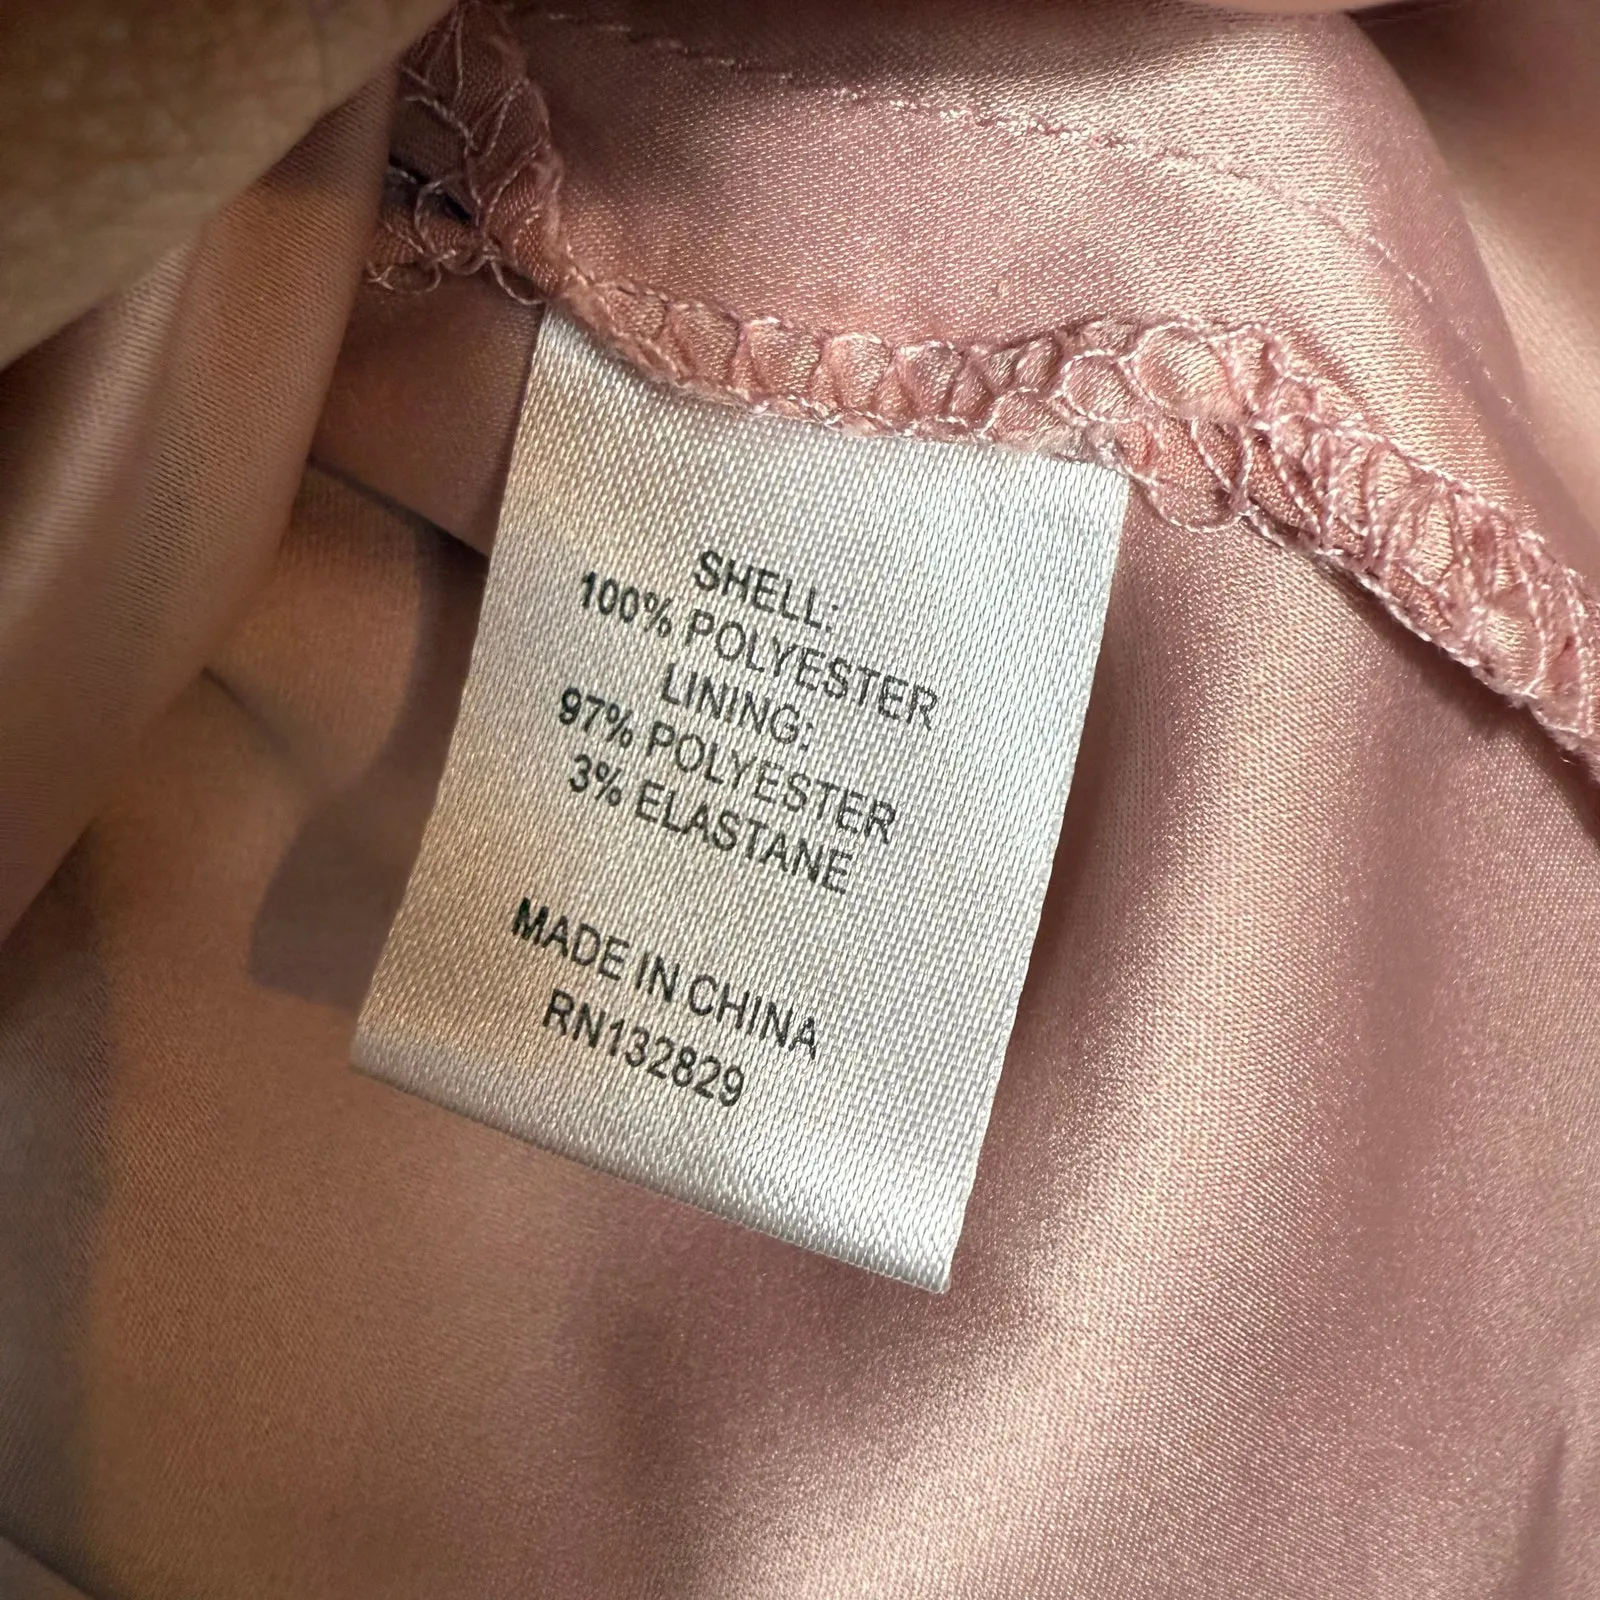 SHELL:
100% POLYESTER
LINING:
97% POLYESTER
3% ELASTANE
MADE IN CHINA
RN132829